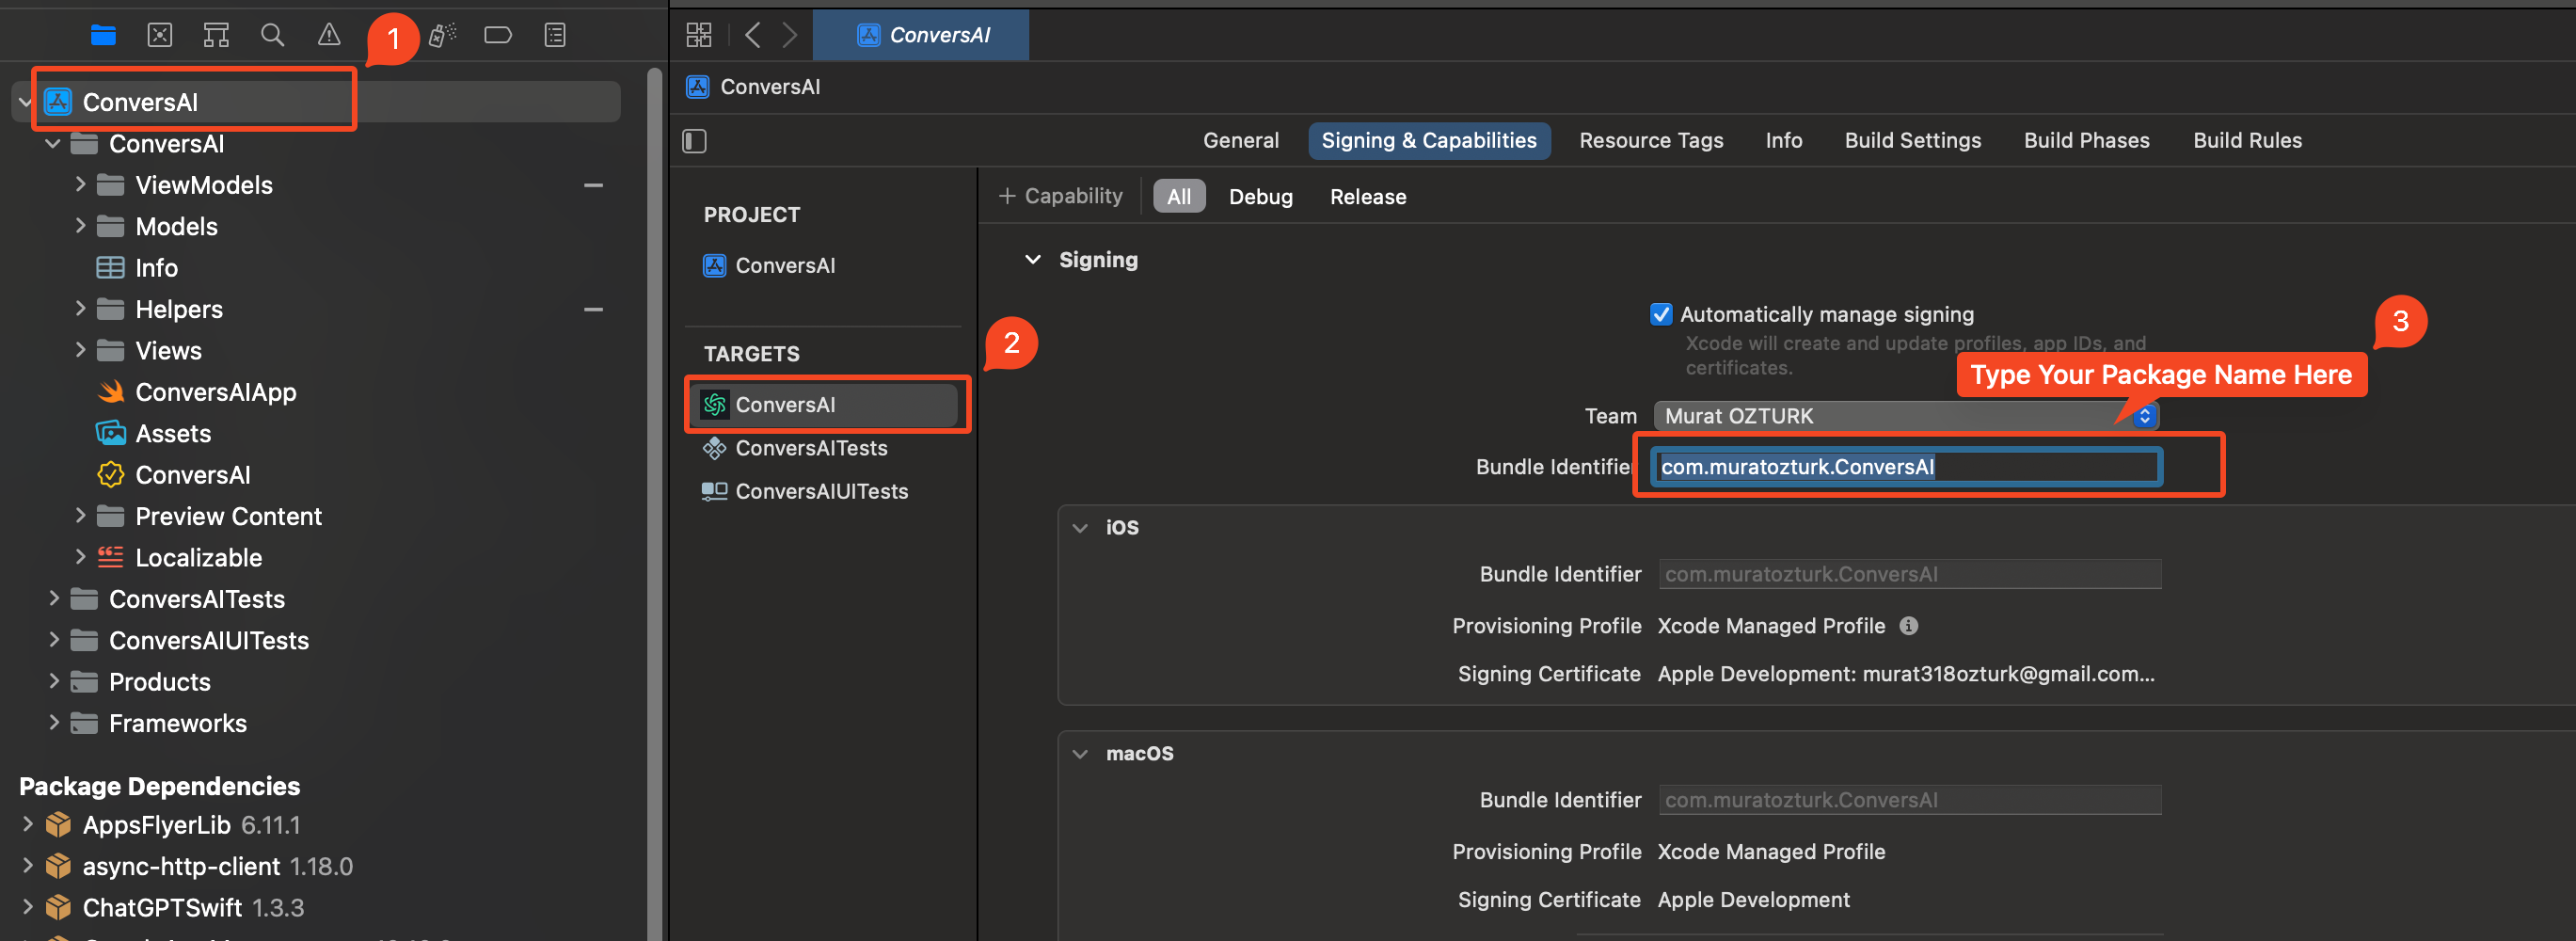 1
ConversAI
ConversAI
ViewModels
Models
Info
Helpers
Views
ConversAIApp
Assets
ConversAI
Preview Content
Localizable
ConversAITests
ConversAIUITests
Products
Frameworks
Package Dependencies
AppsFlyerLib 6.11.1
async-http-client 1.18.0
ChatGPTSwift 1.3.3
ConversAI
ConversAI
General Signing & Capabilities Resource Tags Info Build Settings Build Phases Build Rules
PROJECT
ConversAI
TARGETS
2
ConversAI
ConversAITests
ConversAIUITests
+ Capability All Debug Release
Signing
Automatically manage signing
Xcode will create and update profiles, app IDs, and
certificates.
3
Type Your Package Name Here
Team Murat OZTURK
Bundle Identifier com.muratozturk.ConversAI
iOS
Bundle Identifier com.muratozturk.ConversAI
Provisioning Profile Xcode Managed Profile
Signing Certificate Apple Development: murat318ozturk@gmail.com...
macOS
Bundle Identifier com.muratozturk.ConversAI
Provisioning Profile Xcode Managed Profile
Signing Certificate Apple Development